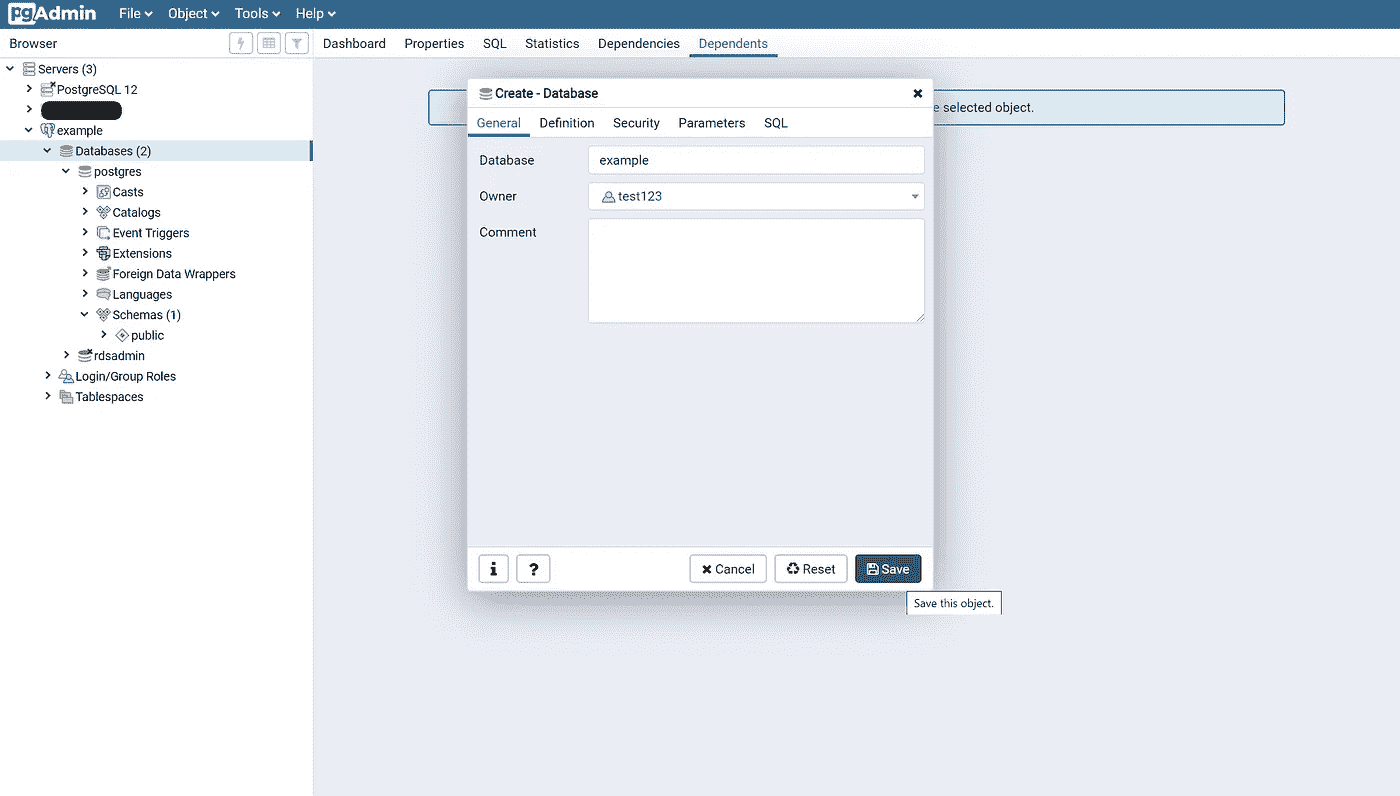 pgAdmin File Object Tools Help
Browser
Dashboard Properties SQL Statistics Dependencies Dependents
Servers (3)
PostgreSQL 12
example
Databases (2)
postgres
Casts
Catalogs
Event Triggers
Extensions
Foreign Data Wrappers
Languages
Schemas (1)
public
rdsadmin
Login/Group Roles
Tablespaces
e selected object.
Create - Database
General Definition Security Parameters SQL
Database example
Owner test123
Comment
i ? Cancel Reset Save
Save this object.